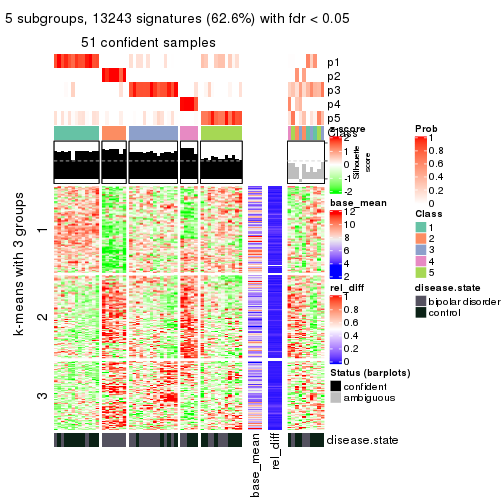 5 subgroups, 13243 signatures (62.6%) with fdr < 0.05
51 confident samples
p1
p2
p3
p4
p5
Class
Silhouette
score
z-score
2
1
0
-1
-2
base_mean
12
10
8
6
4
2
rel_diff
1
0.8
0.6
0.4
0.2
0
Status (barplots)
confident
ambiguous
Prob
1
0.8
0.6
0.4
0.2
0
Class
1
2
3
4
5
disease.state
bipolar disorder
control
k-means with 3 groups
1
2
3
disease.state
base_mean
rel_diff